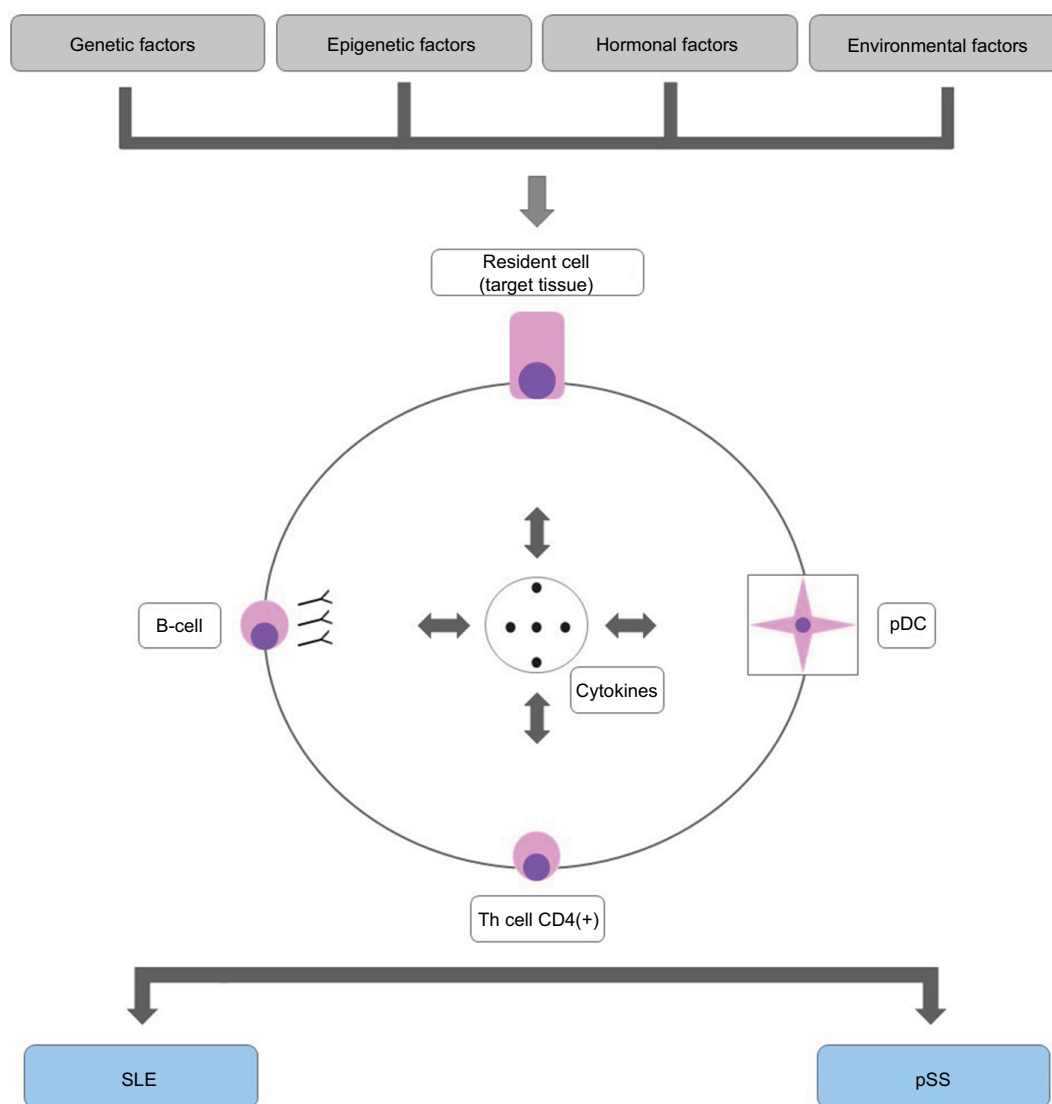 Genetic factors
Epigenetic factors
Hormonal factors
Environmental factors
Resident cell
(target tissue)
B-cell
pDC
Cytokines
Th cell CD4(+)
SLE
pSS